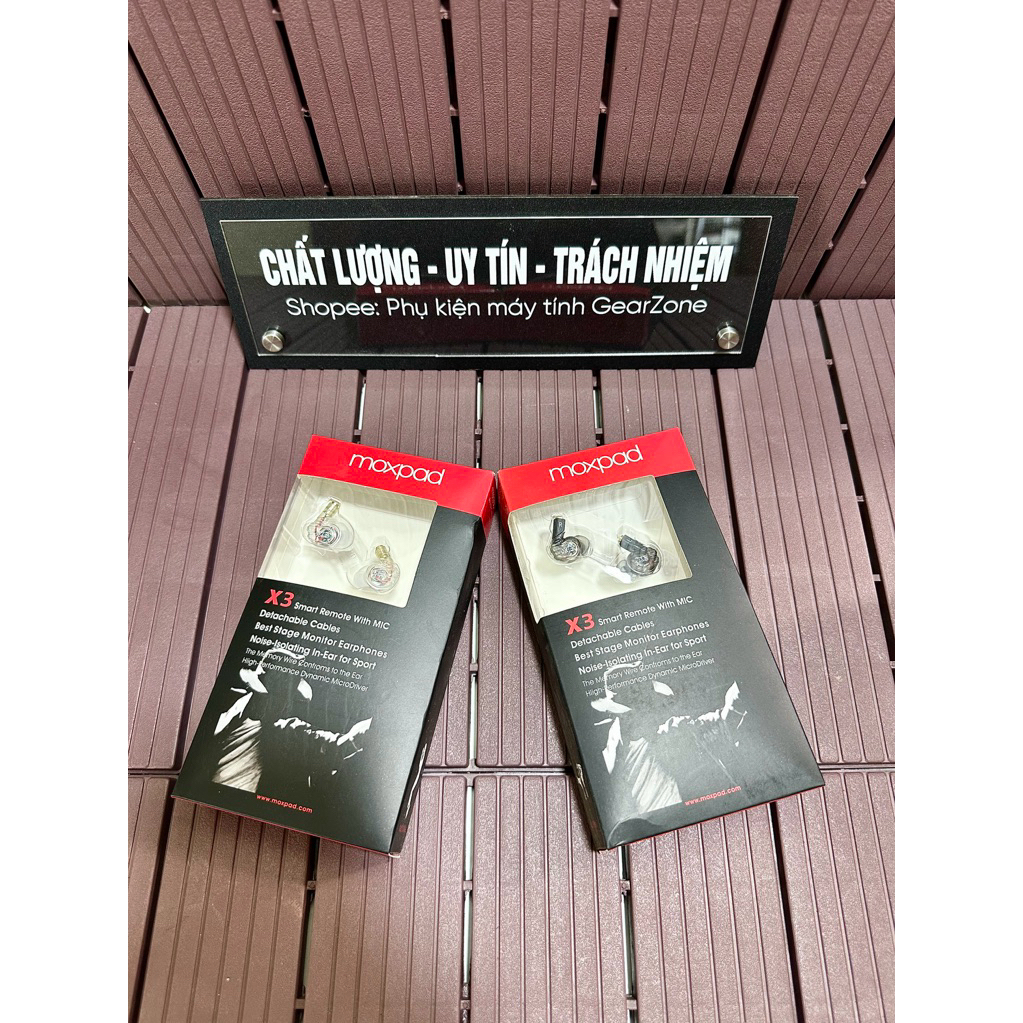 CHẤT LƯỢNG - UY TÍN - TRÁCH NHIỆM
Shopee: Phụ kiện máy tính GearZone
moxpad
X3 Smart Remote With MIC
Detachable Cables
Best Stage Monitor Earphones
Noise-Isolating In-Ear for Sport
The Memory Wire Confroms to the Ear
High-Performance Dynamic MicroDriver
www.moxpad.com
moxpad
X3 Smart Remote With MIC
Detachable Cables
Best Stage Monitor Earphones
Noise-Isolating In-Ear for Sport
The Memory Wire Confroms to the Ear
High-Performance Dynamic MicroDriver
www.moxpad.com